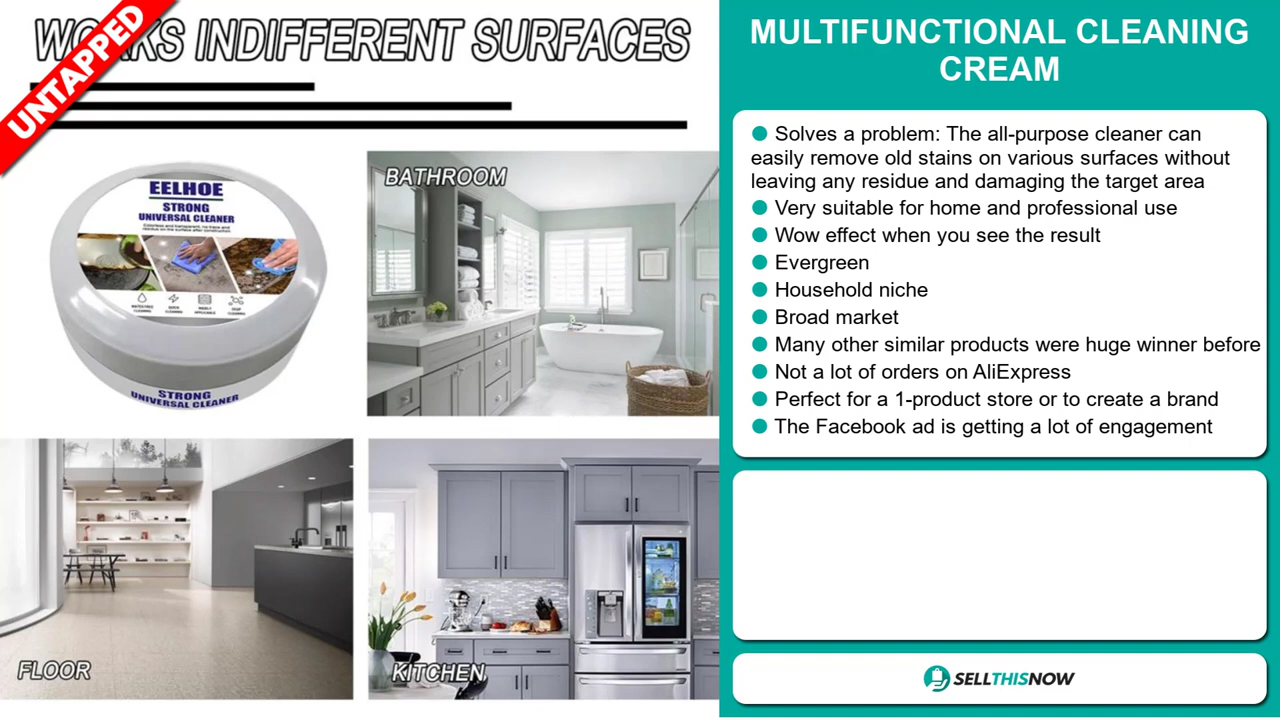 WORKS INDIFFERENT SURFACES
UNTAPPED
EELHOE
STRONG
UNIVERSAL CLEANER
STRONG
UNIVERSAL CLEANER
BATHROOM
FLOOR
KITCHEN
MULTIFUNCTIONAL CLEANING
CREAM
● Solves a problem: The all-purpose cleaner can
easily remove old stains on various surfaces without
leaving any residue and damaging the target area
● Very suitable for home and professional use
● Wow effect when you see the result
● Evergreen
● Household niche
● Broad market
● Many other similar products were huge winner before
● Not a lot of orders on AliExpress
● Perfect for a 1-product store or to create a brand
● The Facebook ad is getting a lot of engagement
SELLTHISNOW